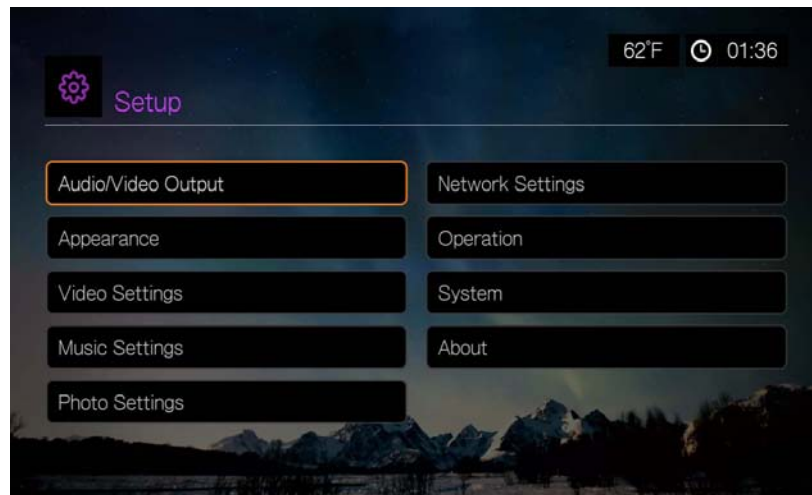 62°F 01:36
Setup
Audio/Video Output
Network Settings
Appearance
Operation
Video Settings
System
Music Settings
About
Photo Settings